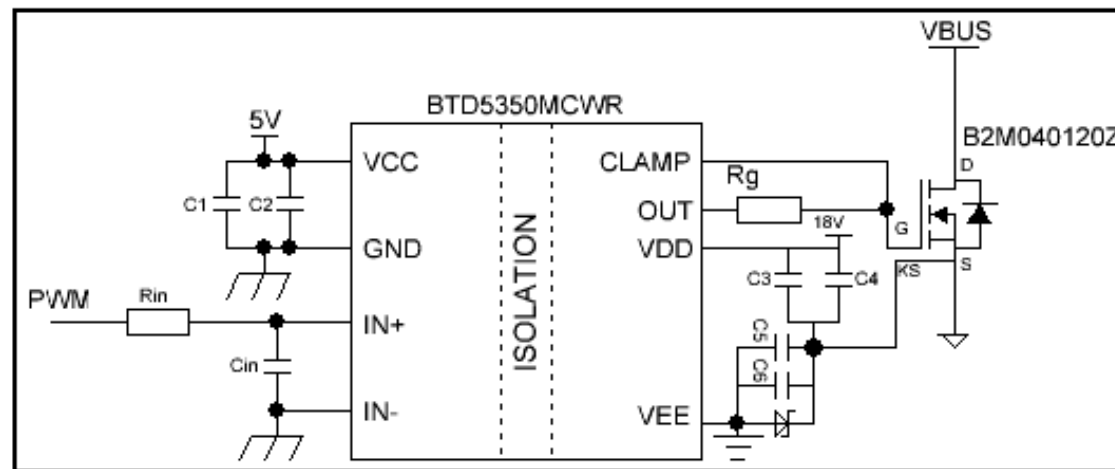 VBUS
BTD5350MCWR
5V
B2M040120Z
VCC
CLAMP
D
Rg
C1
C2
OUT
18V
G
GND
VDD
KS
S
C3
C4
PWM
Rin
IN+
ISOLATION
C5
Cin
C6
IN-
VEE